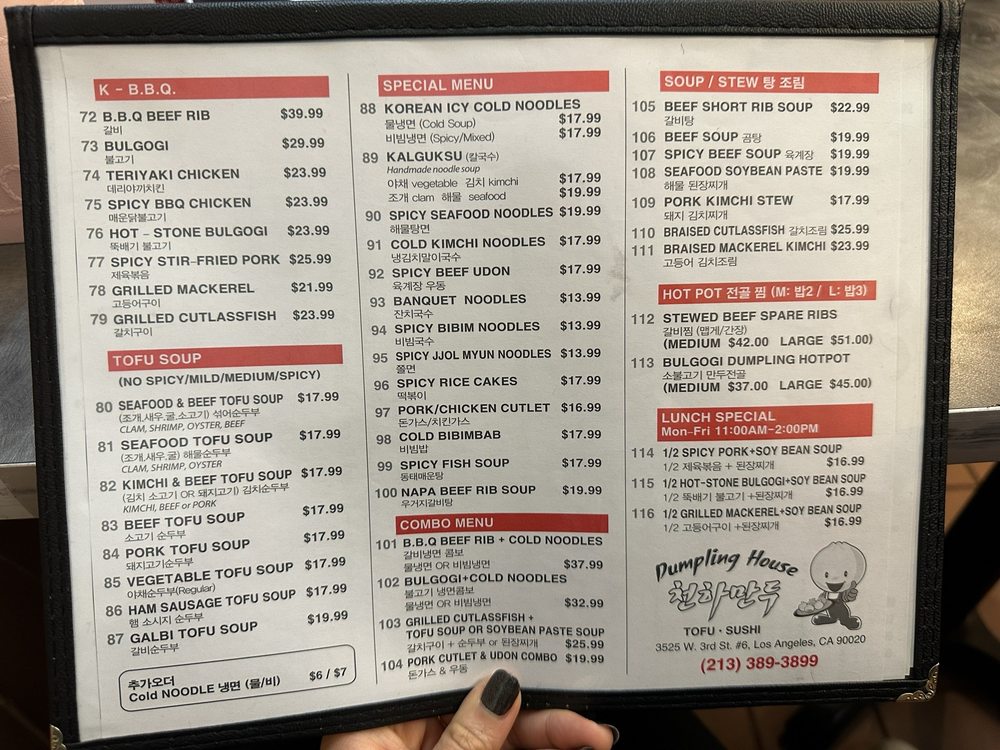 K - B.B.Q.
72 B.B.Q BEEF RIB $39.99
갈비
73 BULGOGI $29.99
불고기
74 TERIYAKI CHICKEN $23.99
데리야끼치킨
75 SPICY BBQ CHICKEN $23.99
매운닭불고기
76 HOT - STONE BULGOGI $23.99
뚝배기 불고기
77 SPICY STIR-FRIED PORK $25.99
제육볶음
78 GRILLED MACKEREL $21.99
고등어구이
79 GRILLED CUTLASSFISH $23.99
갈치구이
TOFU SOUP
(NO SPICY/MILD/MEDIUM/SPICY)
80 SEAFOOD & BEEF TOFU SOUP $17.99
(조개,새우,굴,소고기) 섞어순두부
CLAM, SHRIMP, OYSTER, BEEF
81 SEAFOOD TOFU SOUP $17.99
(조개,새우,굴) 해물순두부
CLAM, SHRIMP, OYSTER
82 KIMCHI & BEEF TOFU SOUP $17.99
(김치 소고기 OR 돼지고기) 김치순두부
KIMCHI, BEEF or PORK
83 BEEF TOFU SOUP $17.99
소고기 순두부
84 PORK TOFU SOUP $17.99
돼지고기순두부
85 VEGETABLE TOFU SOUP $17.99
야채순두부(Regular)
86 HAM SAUSAGE TOFU SOUP $17.99
햄 소시지 순두부
87 GALBI TOFU SOUP $19.99
갈비순두부
추가오더
Cold NOODLE 냉면 (물/비) $6 / $7
SPECIAL MENU
88 KOREAN ICY COLD NOODLES
물냉면 (Cold Soup) $17.99
비빔냉면 (Spicy/Mixed) $17.99
89 KALGUKSU (칼국수)
Handmade noodle soup
야채 vegetable 김치 kimchi $17.99
조개 clam 해물 seafood $19.99
90 SPICY SEAFOOD NOODLES $19.99
해물탕면
91 COLD KIMCHI NOODLES $17.99
냉김치말이국수
92 SPICY BEEF UDON $17.99
육계장 우동
93 BANQUET NOODLES $13.99
잔치국수
94 SPICY BIBIM NOODLES $13.99
비빔국수
95 SPICY JJOL MYUN NOODLES $13.99
쫄면
96 SPICY RICE CAKES $17.99
떡볶이
97 PORK/CHICKEN CUTLET $16.99
돈가스/치킨가스
98 COLD BIBIMBAB $17.99
비빔밥
99 SPICY FISH SOUP $17.99
동태매운탕
100 NAPA BEEF RIB SOUP $19.99
우거지갈비탕
COMBO MENU
101 B.B.Q BEEF RIB + COLD NOODLES
갈비냉면 콤보
물냉면 OR 비빔냉면 $37.99
102 BULGOGI+COLD NOODLES
불고기 냉면콤보
물냉면 OR 비빔냉면 $32.99
103 GRILLED CUTLASSFISH +
TOFU SOUP OR SOYBEAN PASTE SOUP
갈치구이 + 순두부 or 된장찌개 $25.99
104 PORK CUTLET & UDON COMBO $19.99
돈가스 & 우동
SOUP / STEW 탕 조림
105 BEEF SHORT RIB SOUP $22.99
갈비탕
106 BEEF SOUP 곰탕 $19.99
107 SPICY BEEF SOUP 육계장 $19.99
108 SEAFOOD SOYBEAN PASTE $19.99
해물 된장찌개
109 PORK KIMCHI STEW $17.99
돼지 김치찌개
110 BRAISED CUTLASSFISH 갈치조림 $25.99
111 BRAISED MACKEREL KIMCHI $23.99
고등어 김치조림
HOT POT 전골 찜 (M: 밥2 / L: 밥3)
112 STEWED BEEF SPARE RIBS
갈비찜 (맵게/간장)
(MEDIUM $42.00 LARGE $51.00)
113 BULGOGI DUMPLING HOTPOT
소불고기 만두전골
(MEDIUM $37.00 LARGE $45.00)
LUNCH SPECIAL
Mon-Fri 11:00AM-2:00PM
114 1/2 SPICY PORK+SOY BEAN SOUP
1/2 제육볶음 + 된장찌개 $16.99
115 1/2 HOT-STONE BULGOGI+SOY BEAN SOUP
1/2 뚝배기 불고기 +된장찌개 $16.99
116 1/2 GRILLED MACKEREL+SOY BEAN SOUP
1/2 고등어구이 +된장찌개 $16.99
Dumpling House
천하만두
TOFU · SUSHI
3525 W. 3rd St. #6, Los Angeles, CA 90020
(213) 389-3899